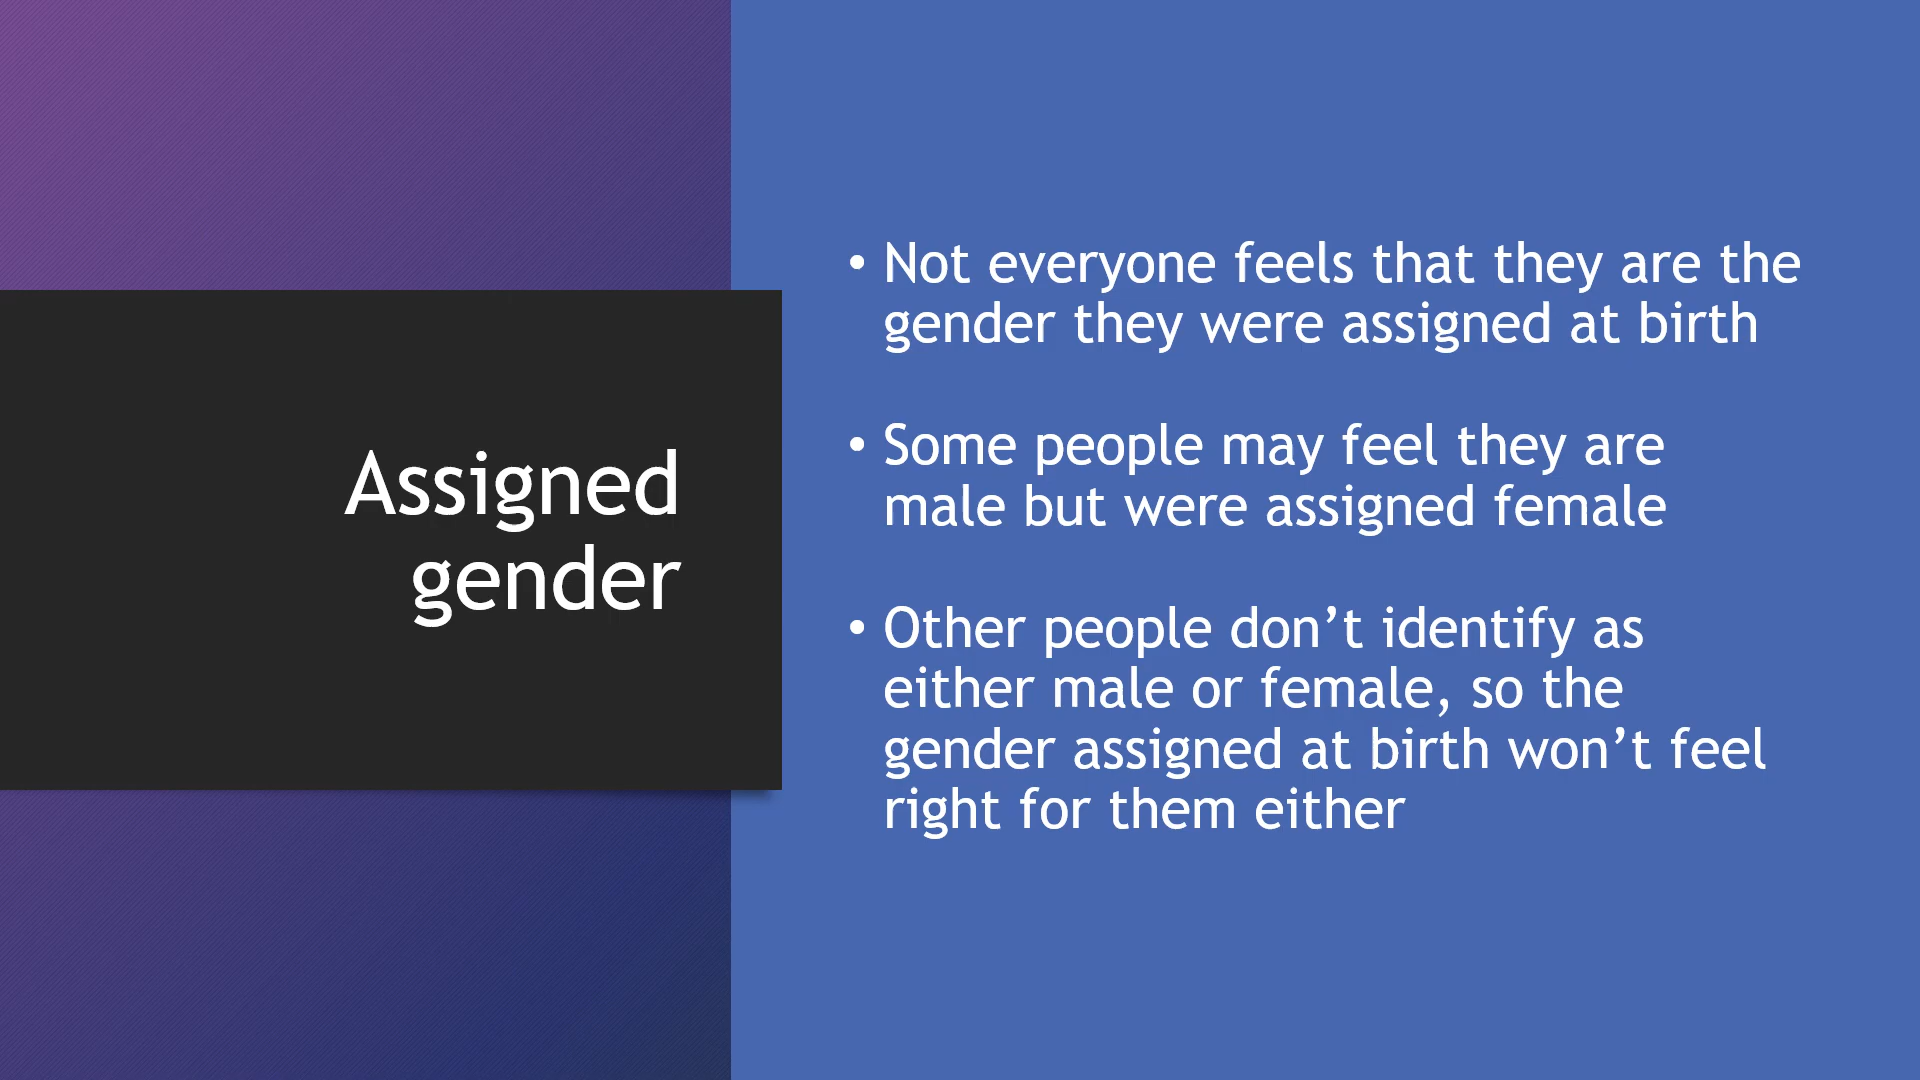 Assigned
gender
• Not everyone feels that they are the
gender they were assigned at birth
• Some people may feel they are
male but were assigned female
• Other people don’t identify as
either male or female, so the
gender assigned at birth won’t feel
right for them either